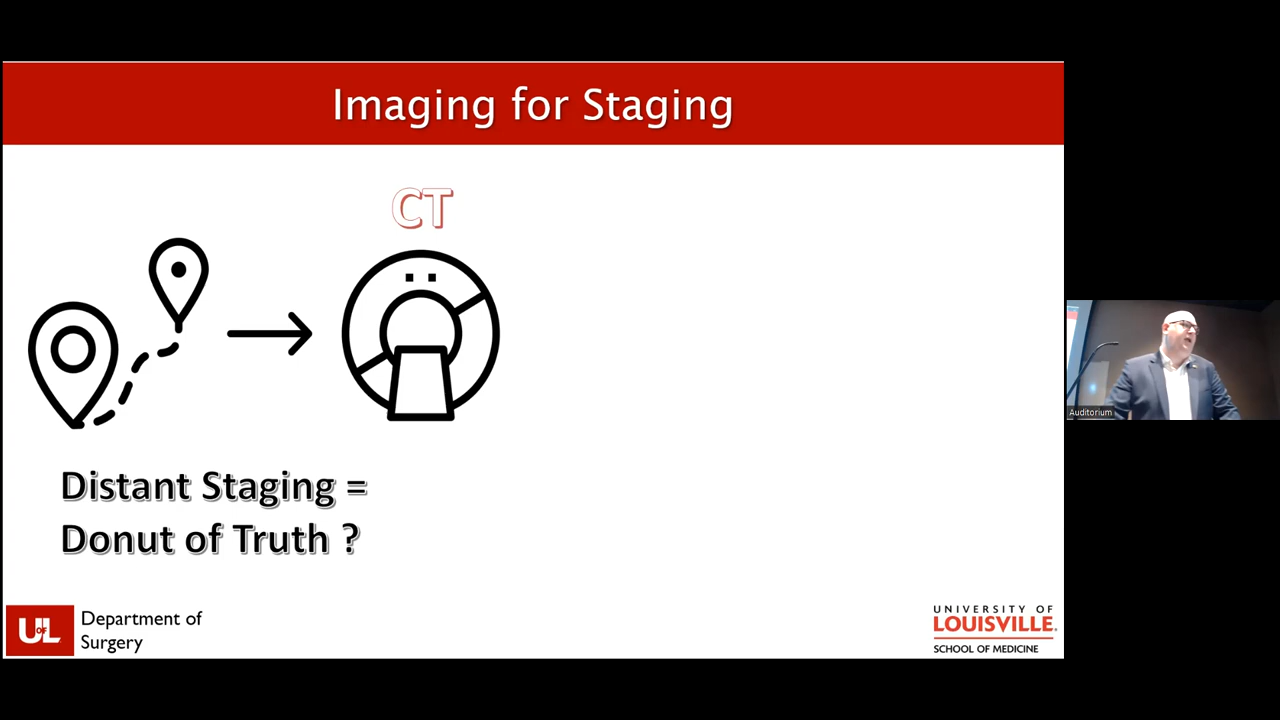 Imaging for Staging
CT
Distant Staging =
Donut of Truth ?
UofL
Department of
Surgery
UNIVERSITY OF
LOUISVILLE.
SCHOOL OF MEDICINE
Auditorium